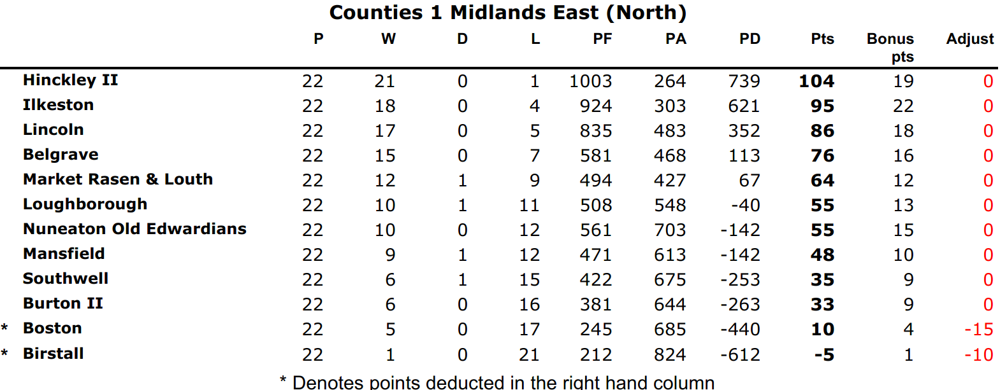 Counties 1 Midlands East (North)
P W D L PF PA PD Pts Bonus pts Adjust
Hinckley II 22 21 0 1 1003 264 739 104 19 0
Ilkeston 22 18 0 4 924 303 621 95 22 0
Lincoln 22 17 0 5 835 483 352 86 18 0
Belgrave 22 15 0 7 581 468 113 76 16 0
Market Rasen & Louth 22 12 1 9 494 427 67 64 12 0
Loughborough 22 10 1 11 508 548 -40 55 13 0
Nuneaton Old Edwardians 22 10 0 12 561 703 -142 55 15 0
Mansfield 22 9 1 12 471 613 -142 48 10 0
Southwell 22 6 1 15 422 675 -253 35 9 0
Burton II 22 6 0 16 381 644 -263 33 9 0
* Boston 22 5 0 17 245 685 -440 10 4 -15
* Birstall 22 1 0 21 212 824 -612 -5 1 -10
* Denotes points deducted in the right hand column